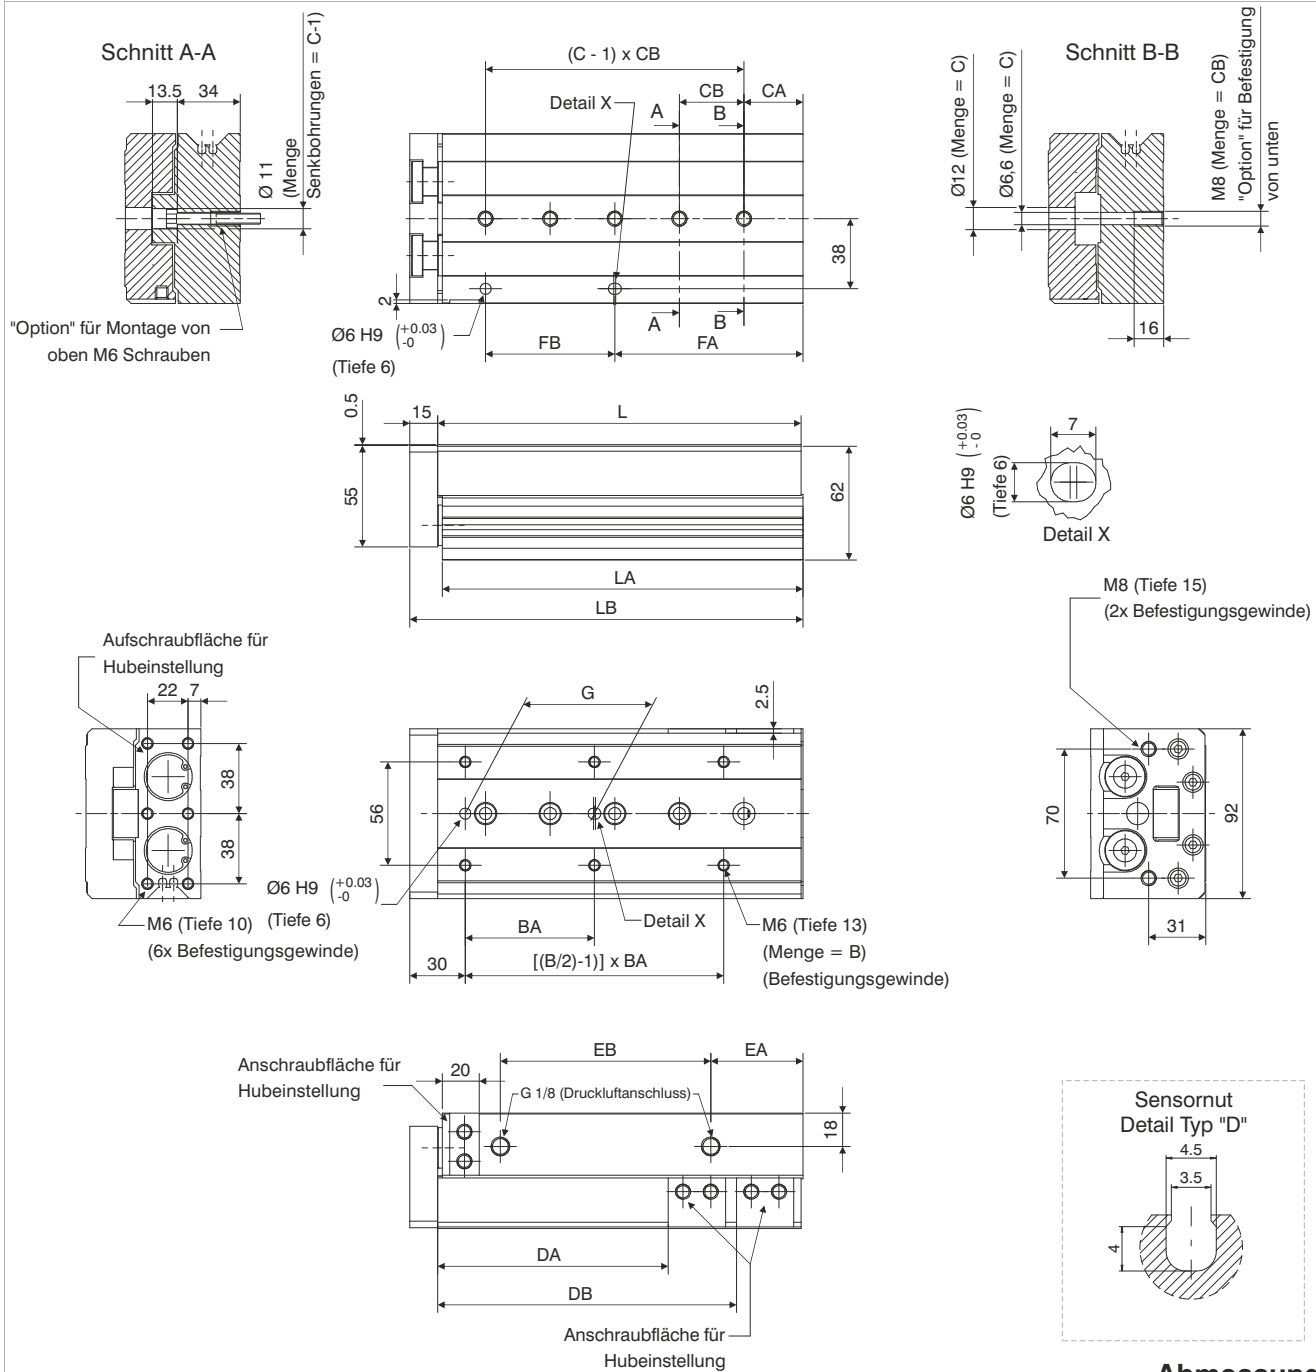 Schnitt A-A
13.5
34
Ø 11
(Menge
Senkbohrungen = C-1)
"Option" für Montage von
oben M6 Schrauben
(C - 1) x CB
Detail X
CB
CA
A
B
38
2
A
B
Ø6 H9 (+0.03 -0)
(Tiefe 6)
FB
FA
Schnitt B-B
Ø12 (Menge = C)
Ø6,6 (Menge = C)
M8 (Menge = CB)
"Option" für Befestigung
von unten
16
0.5
15
L
55
62
LA
LB
Ø6 H9 (+0.03 -0)
(Tiefe 6)
7
Detail X
Aufschraubfläche für
Hubeinstellung
22
7
38
38
M6 (Tiefe 10)
(6x Befestigungsgewinde)
G
2.5
56
Ø6 H9 (+0.03 -0)
(Tiefe 6)
BA
Detail X
M6 (Tiefe 13)
(Menge = B)
(Befestigungsgewinde)
30
[(B/2)-1)] x BA
M8 (Tiefe 15)
(2x Befestigungsgewinde)
70
92
31
Anschraubfläche für
Hubeinstellung
20
EB
EA
G 1/8 (Druckluftanschluss)
18
DA
DB
Anschraubfläche für
Hubeinstellung
Sensornut
Detail Typ "D"
4.5
3.5
4